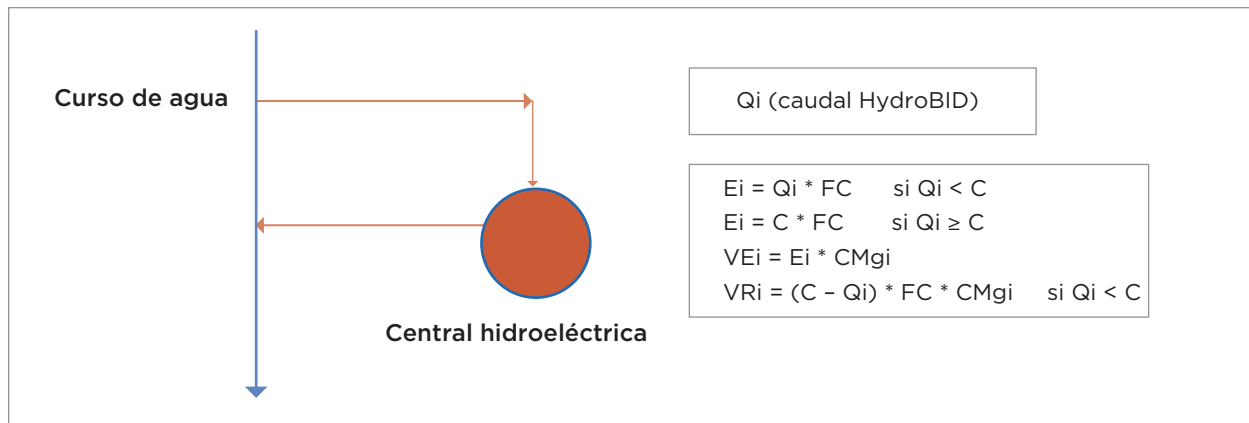 Curso de agua
Central hidroeléctrica
Qi (caudal HydroBID)
Ei = Qi * FC si Qi < C
Ei = C * FC si Qi ≥ C
VEi = Ei * CMgi
VRi = (C – Qi) * FC * CMgi si Qi < C